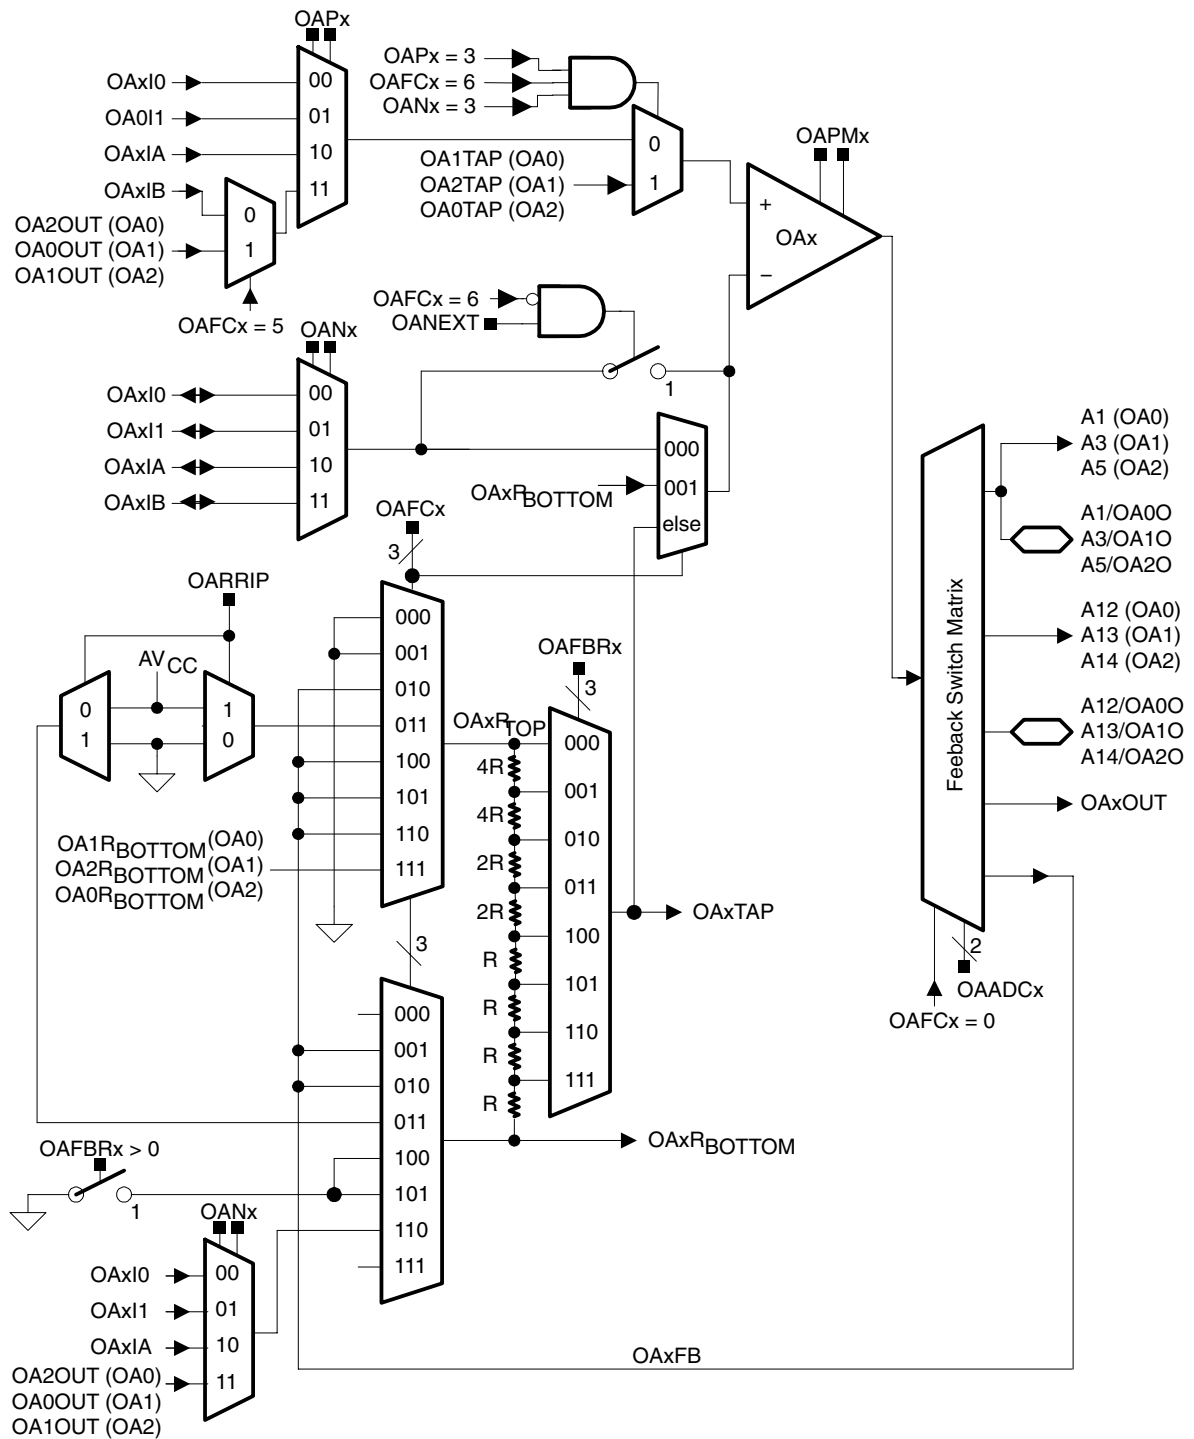 OAPx
OAxI0
00
OA0I1
01
OAxIA
10
OAxIB
11
0
OA2OUT (OA0)
OA0OUT (OA1)
1
OA1OUT (OA2)
OAFCx = 5
OAPx = 3
OAFCx = 6
OANx = 3
0
OA1TAP (OA0)
OA2TAP (OA1)
1
OA0TAP (OA2)
OAPMx
+
OAx
−
OAFCx = 6
OANEXT
1
OANx
OAxI0
00
OAxI1
01
OAxIA
10
OAxIB
11
000
OAxRBOTTOM
001
else
OAFCx
3
OARRIP
AVCC
0
1
1
0
000
001
010
011
100
101
110
111
OA1RBOTTOM (OA0)
OA2RBOTTOM (OA1)
OA0RBOTTOM (OA2)
3
OAxRTOP
OAFBRx
3
4R
4R
2R
2R
R
R
R
R
000
001
010
011
100
101
110
111
OAxTAP
OAxRBOTTOM
000
001
010
011
100
101
110
111
OAFBRx > 0
1
OANx
OAxI0
00
OAxI1
01
OAxIA
10
OA2OUT (OA0)
11
OA0OUT (OA1)
OA1OUT (OA2)
OAxFB
Feeback Switch Matrix
A1 (OA0)
A3 (OA1)
A5 (OA2)
A1/OA0O
A3/OA1O
A5/OA2O
A12 (OA0)
A13 (OA1)
A14 (OA2)
A12/OA0O
A13/OA1O
A14/OA2O
OAxOUT
2
OAADCx
OAFCx = 0